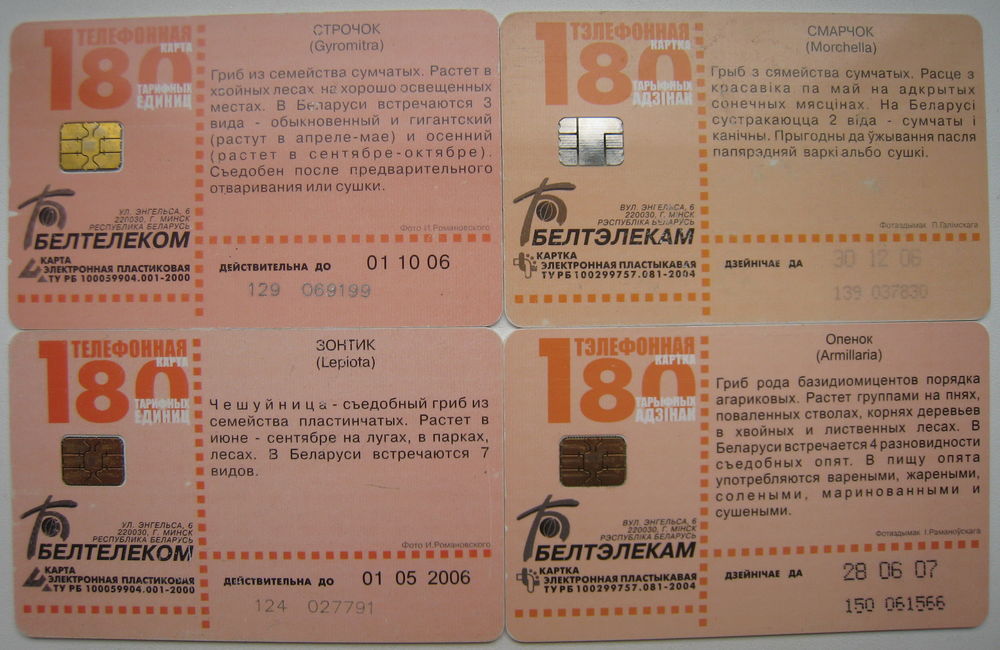 180
ТЕЛЕФОННАЯ
КАРТА
ТАРИФНЫХ
ЕДИНИЦ
СТРОЧОК
(Gyromitra)
Гриб из семейства сумчатых. Растет в
хвойных лесах на хорошо освещенных
местах. В Беларуси встречаются 3
вида - обыкновенный и гигантский
(растут в апреле-мае) и осенний
(растет в сентябре-октябре).
Съедобен после предварительного
отваривания или сушки.
Фото И.Романовского
УЛ. ЭНГЕЛЬСА, 6
220030, Г. МИНСК
РЕСПУБЛИКА БЕЛАРУСЬ
БЕЛТЕЛЕКОМ
КАРТА
ЭЛЕКТРОННАЯ ПЛАСТИКОВАЯ
ТУ РБ 100059904.001-2000
ДЕЙСТВИТЕЛЬНА ДО 01 10 06
129 069199
180
ТЭЛЕФОННАЯ
КАРТКА
ТАРЫФНЫХ
АДЗІНАК
СМАРЧОК
(Morchella)
Грыб з сямейства сумчатых. Расце з
красавіка па май на адкрытых
сонечных мясцінах. На Беларусі
сустракаюцца 2 віда - сумчаты і
канічны. Прыгодны да ўжывання пасля
папярэдняй варкі альбо сушкі.
Фотаздымак П.Галімскага
ВУЛ. ЭНГЕЛЬСА, 6
220030, Г. МІНСК
РЭСПУБЛІКА БЕЛАРУСЬ
БЕЛТЭЛЕКАМ
КАРТКА
ЭЛЕКТРОННАЯ ПЛАСТЫКАВАЯ
ТУ РБ 100299757.081-2004
ДЗЕЙНІЧАЕ ДА 30 12 06
139 037830
180
ТЕЛЕФОННАЯ
КАРТА
ТАРИФНЫХ
ЕДИНИЦ
ЗОНТИК
(Lepiota)
Чешуйница - съедобный гриб из
семейства пластинчатых. Растет в
июне - сентябре на лугах, в парках,
лесах. В Беларуси встречаются 7
видов.
Фото И.Романовского
УЛ. ЭНГЕЛЬСА, 6
220030, Г. МИНСК
РЕСПУБЛИКА БЕЛАРУСЬ
БЕЛТЕЛЕКОМ
КАРТА
ЭЛЕКТРОННАЯ ПЛАСТИКОВАЯ
ТУ РБ 100059904.001-2000
ДЕЙСТВИТЕЛЬНА ДО 01 05 2006
124 027791
180
ТЭЛЕФОННАЯ
КАРТКА
ТАРЫФНЫХ
АДЗІНАК
Опенок
(Armillaria)
Гриб рода базидиомицентов порядка
агариковых. Растет группами на пнях,
поваленных стволах, корнях деревьев
в хвойных и лиственных лесах. В
Беларуси встречается 4 разновидности
съедобных опят. В пищу опята
употребляются вареными, жареными,
солеными, маринованными и
сушеными.
Фотаздымак І.Раманоўскага
ВУЛ. ЭНГЕЛЬСА, 6
220030, Г. МІНСК
РЭСПУБЛІКА БЕЛАРУСЬ
БЕЛТЭЛЕКАМ
КАРТКА
ЭЛЕКТРОННАЯ ПЛАСТЫКАВАЯ
ТУ РБ 100299757.081-2004
ДЗЕЙНІЧАЕ ДА 28 06 07
150 061566